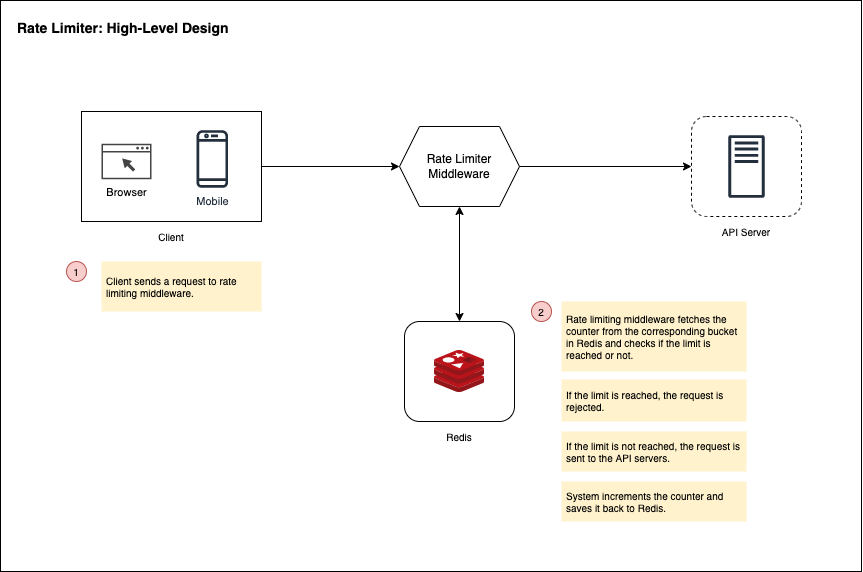 Rate Limiter: High-Level Design
Browser
Mobile
Client
Rate Limiter
Middleware
API Server
1
Client sends a request to rate
limiting middleware.
Redis
2
Rate limiting middleware fetches the
counter from the corresponding bucket
in Redis and checks if the limit is
reached or not.
If the limit is reached, the request is
rejected.
If the limit is not reached, the request is
sent to the API servers.
System increments the counter and
saves it back to Redis.